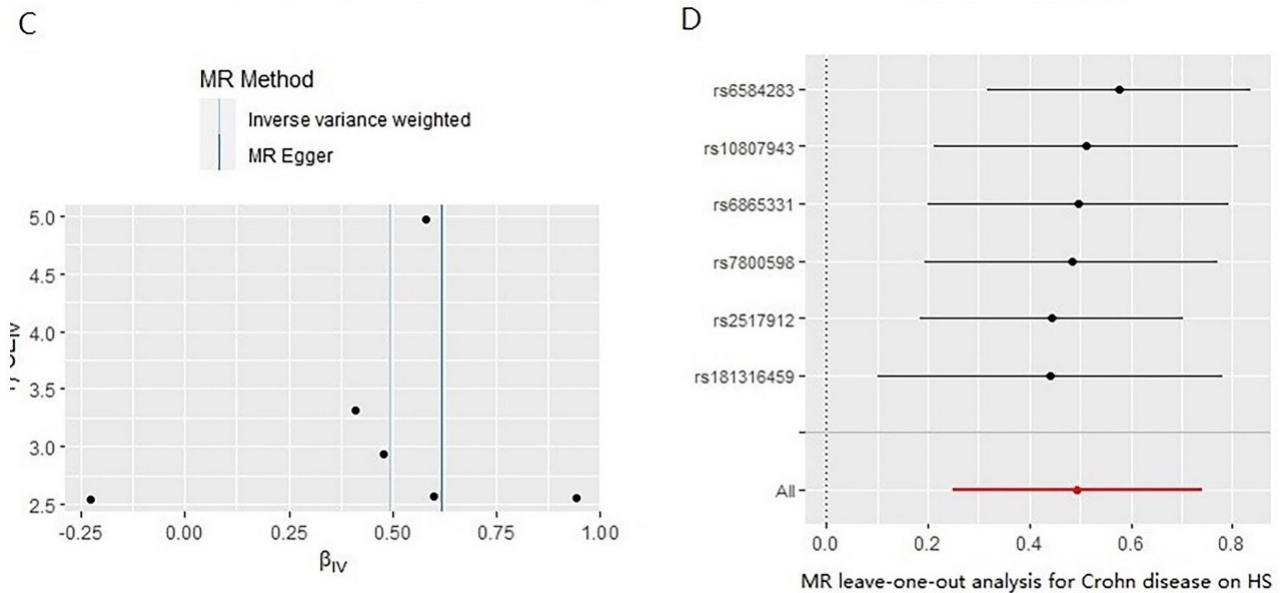 C
MR Method
Inverse variance weighted
MR Egger
5.0
4.5
4.0
3.5
3.0
2.5
-0.25
0.00
0.25
0.50
0.75
1.00
βIV
D
rs6584283
rs10807943
rs6865331
rs7800598
rs2517912
rs181316459
All
0.0
0.2
0.4
0.6
0.8
MR leave-one-out analysis for Crohn disease on HS